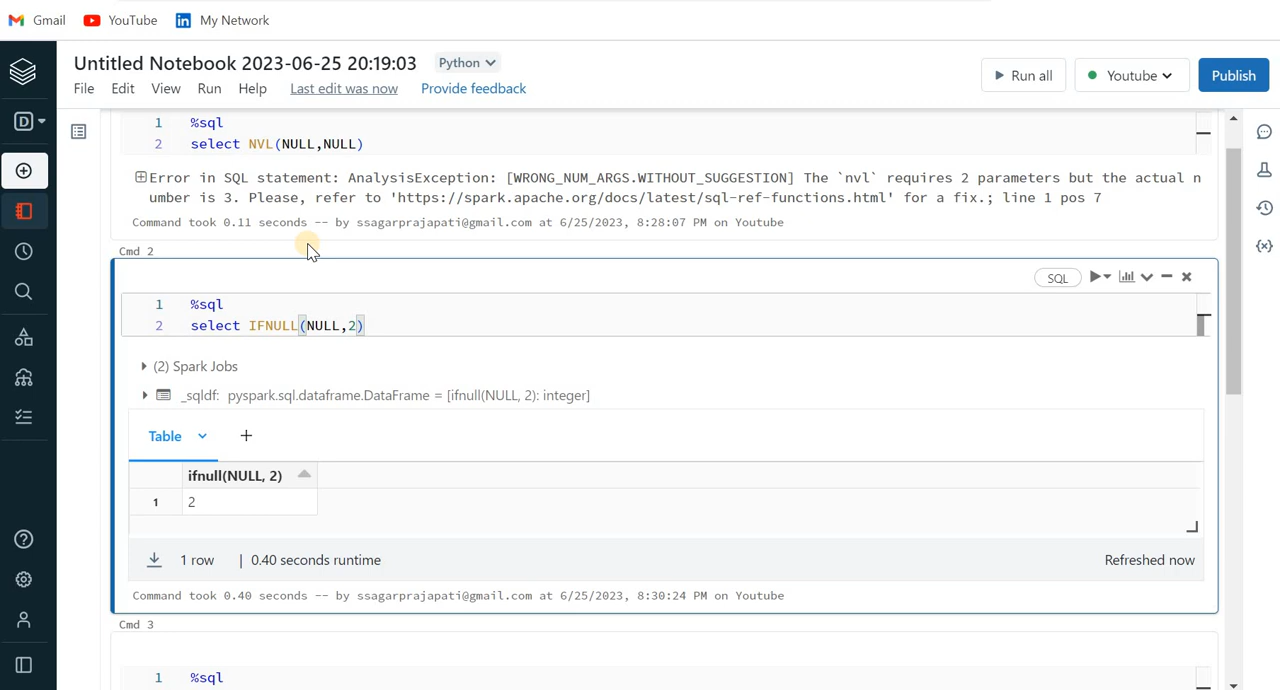 Gmail YouTube My Network
Untitled Notebook 2023-06-25 20:19:03 Python
File Edit View Run Help Last edit was now Provide feedback
Run all Youtube Publish
D
1 %sql
2 select NVL(NULL,NULL)
Error in SQL statement: AnalysisException: [WRONG_NUM_ARGS.WITHOUT_SUGGESTION] The `nvl` requires 2 parameters but the actual n
umber is 3. Please, refer to 'https://spark.apache.org/docs/latest/sql-ref-functions.html' for a fix.; line 1 pos 7
Command took 0.11 seconds -- by ssagarprajapati@gmail.com at 6/25/2023, 8:28:07 PM on Youtube
Cmd 2
SQL
1 %sql
2 select IFNULL(NULL,2)
(2) Spark Jobs
_sqldf: pyspark.sql.dataframe.DataFrame = [ifnull(NULL, 2): integer]
Table +
ifnull(NULL, 2)
1 2
1 row | 0.40 seconds runtime Refreshed now
Command took 0.40 seconds -- by ssagarprajapati@gmail.com at 6/25/2023, 8:30:24 PM on Youtube
Cmd 3
1 %sql